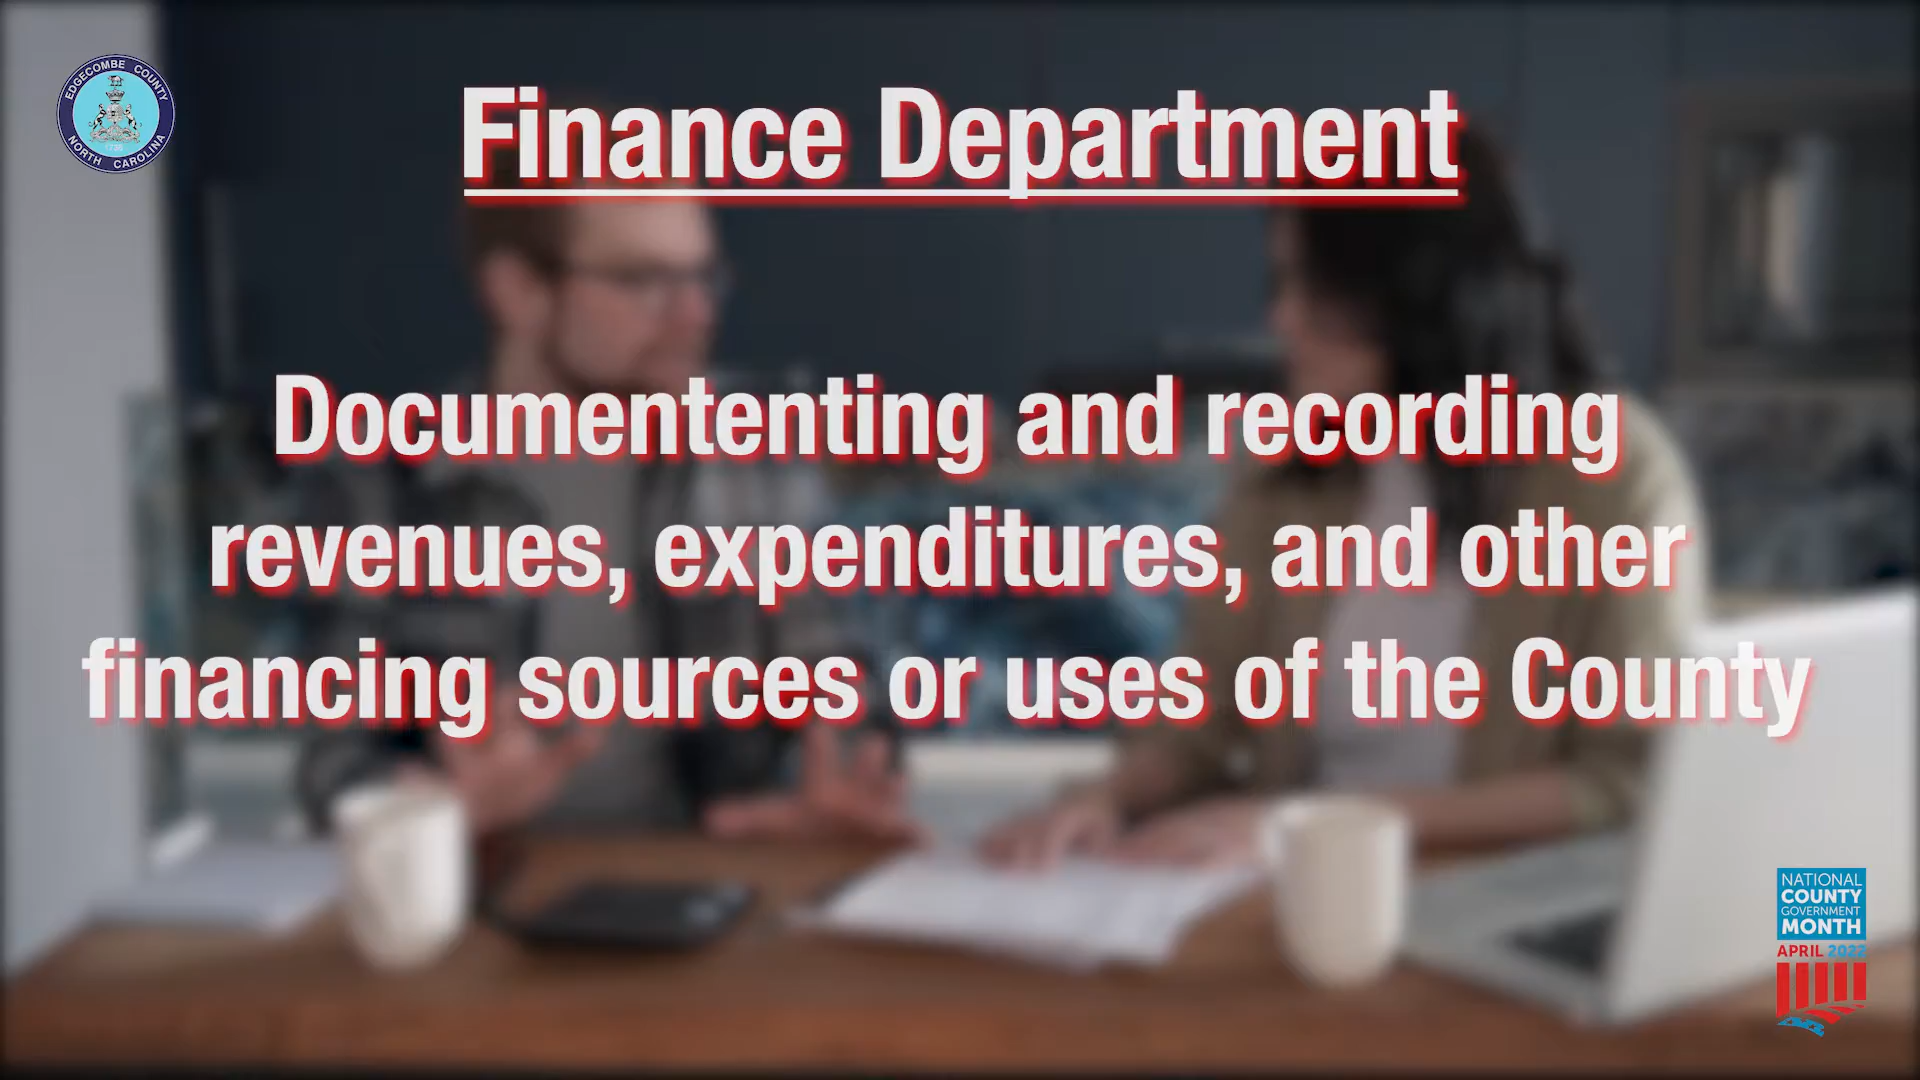 EDGECOMBE COUNTY
NORTH CAROLINA
Finance Department
Documententing and recording
revenues, expenditures, and other
financing sources or uses of the County
NATIONAL
COUNTY
GOVERNMENT
MONTH
APRIL 2022